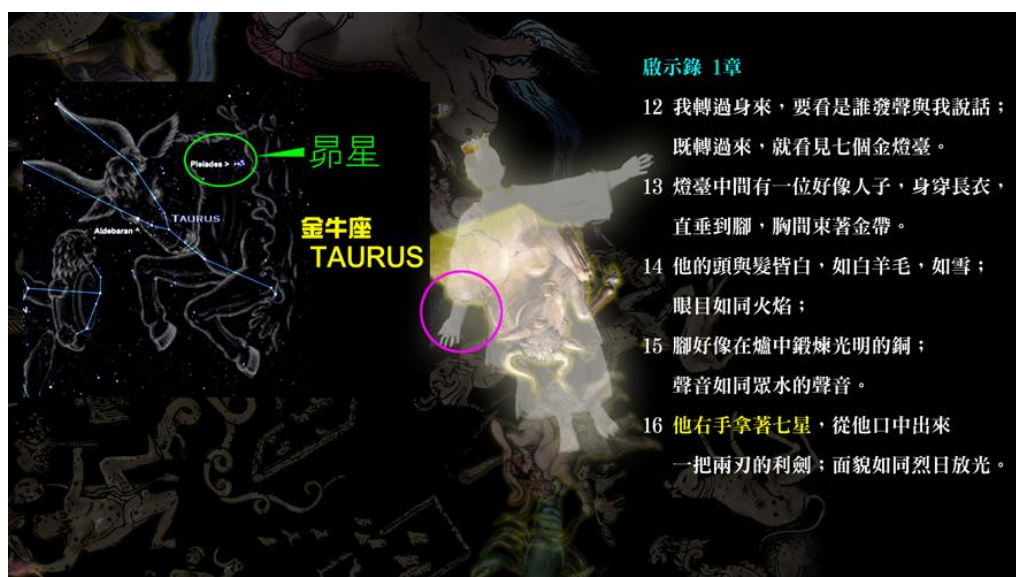 Pleiades >
昴星
TAURUS
Aldebaran ^
金牛座
TAURUS
啟示錄 1章
12 我轉過身來，要看是誰發聲與我說話；
既轉過來，就看見七個金燈臺。
13 燈臺中間有一位好像人子，身穿長衣，
直垂到腳，胸間束著金帶。
14 他的頭與髮皆白，如白羊毛，如雪；
眼目如同火焰；
15 腳好像在爐中鍛煉光明的銅；
聲音如同眾水的聲音。
16 他右手拿著七星，從他口中出來
一把兩刃的利劍；面貌如同烈日放光。